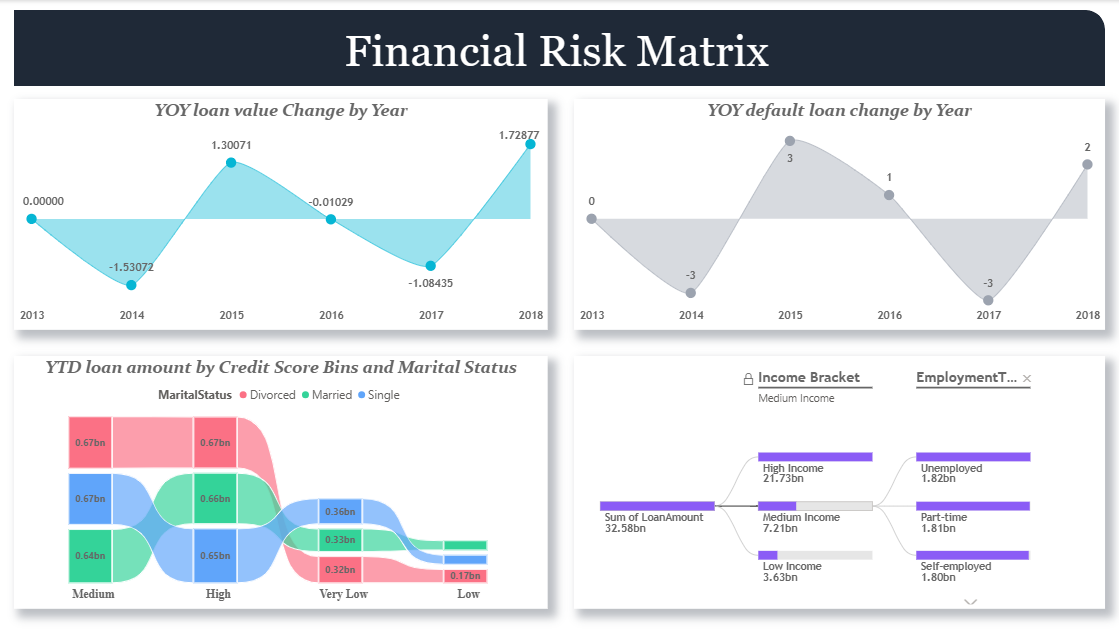 Financial Risk Matrix
YOY loan value Change by Year
0.00000
-1.53072
1.30071
-0.01029
-1.08435
1.72877
2013 2014 2015 2016 2017 2018
YOY default loan change by Year
0
-3
3
1
-3
2
2013 2014 2015 2016 2017 2018
YTD loan amount by Credit Score Bins and Marital Status
MaritalStatus Divorced Married Single
0.67bn 0.67bn
0.67bn 0.66bn 0.36bn
0.64bn 0.65bn 0.33bn
0.32bn 0.17bn
Medium High Very Low Low
Income Bracket
Medium Income
EmploymentT...
Sum of LoanAmount
32.58bn
High Income
21.73bn
Medium Income
7.21bn
Low Income
3.63bn
Unemployed
1.82bn
Part-time
1.81bn
Self-employed
1.80bn